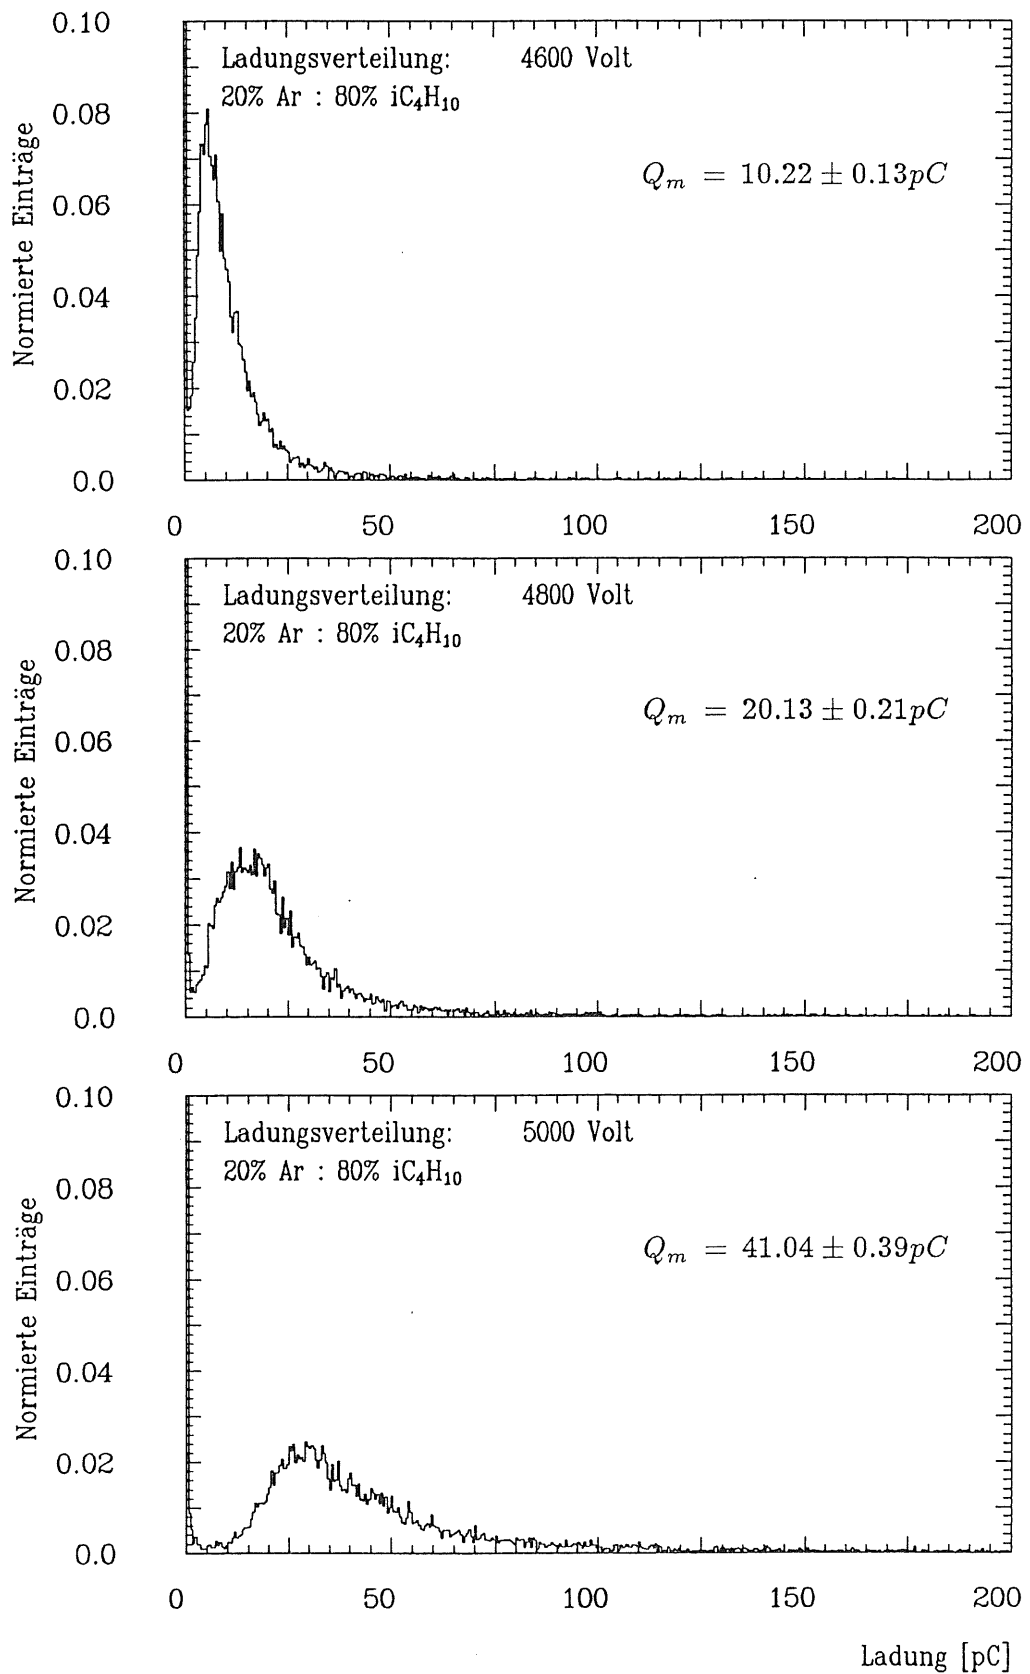 0.10
Ladungsverteilung: 4600 Volt
20% Ar : 80% iC₄H₁₀
0.08
Q_m = 10.22 ± 0.13pC
0.06
0.04
0.02
0.0
Normierte Einträge
0 50 100 150 200
0.10
Ladungsverteilung: 4800 Volt
20% Ar : 80% iC₄H₁₀
0.08
Q_m = 20.13 ± 0.21pC
0.06
0.04
0.02
0.0
Normierte Einträge
0 50 100 150 200
0.10
Ladungsverteilung: 5000 Volt
20% Ar : 80% iC₄H₁₀
0.08
Q_m = 41.04 ± 0.39pC
0.06
0.04
0.02
0.0
Normierte Einträge
0 50 100 150 200
Ladung [pC]